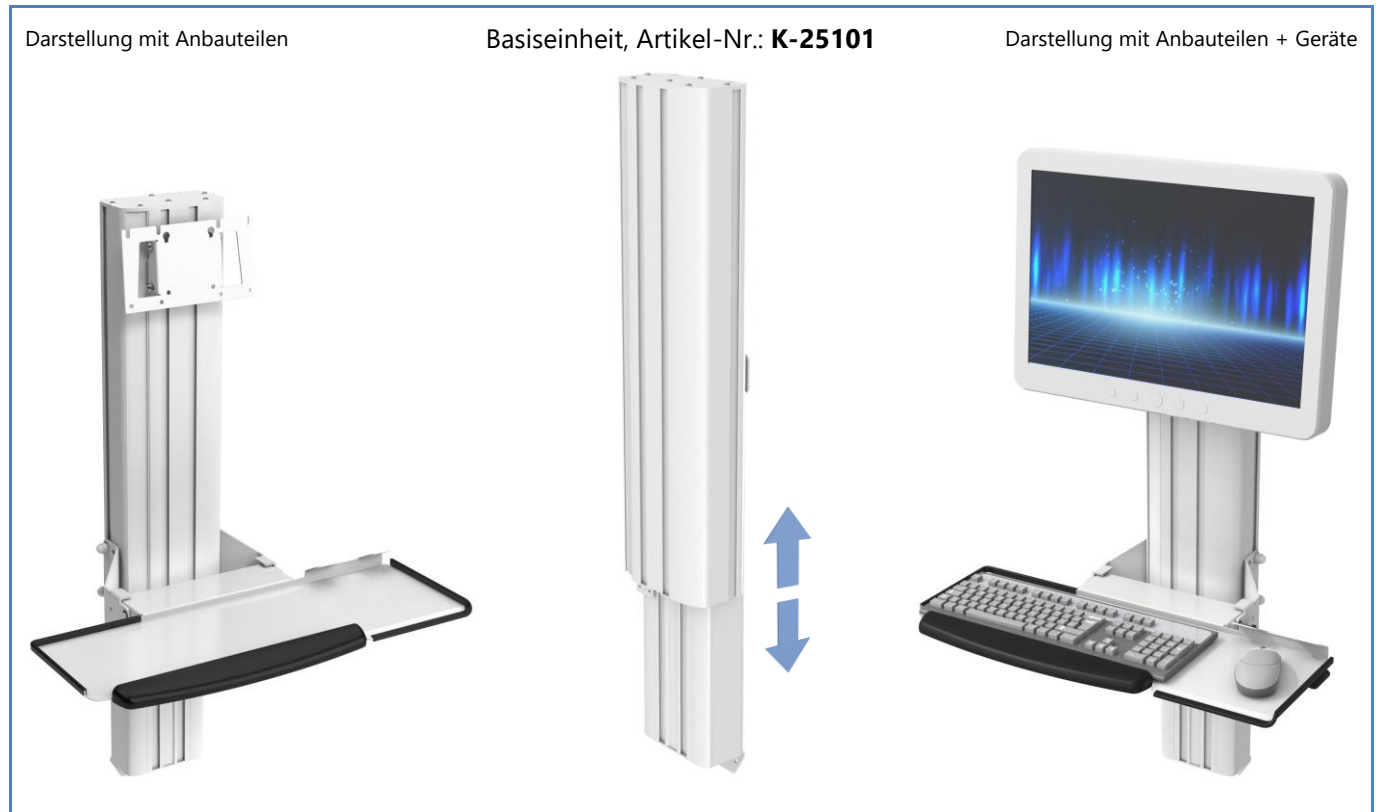 Darstellung mit Anbauteilen
Basiseinheit, Artikel-Nr.: K-25101
Darstellung mit Anbauteilen + Geräte